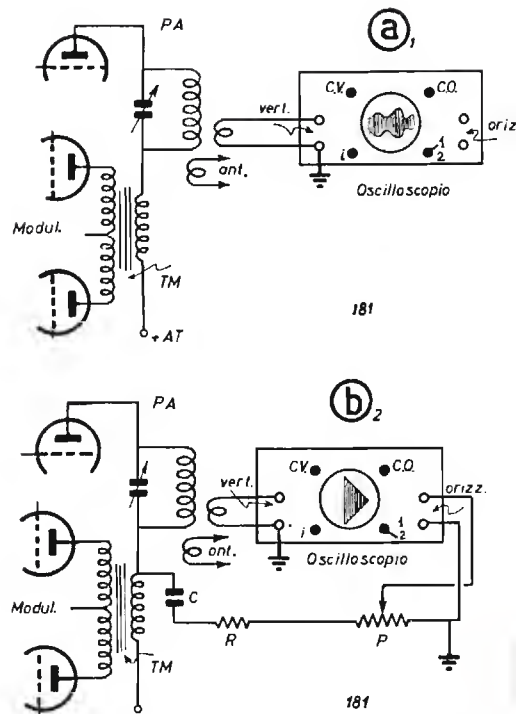 PA
a 1
C.V.
C.O.
vert.
oriz.
i
1
2
ant.
Oscilloscopio
Modul.
TM
181
+AT
PA
b 2
C.V.
C.O.
vert.
orizz.
i
1
2
ant.
Oscilloscopio
C
Modul.
R
P
TM
181